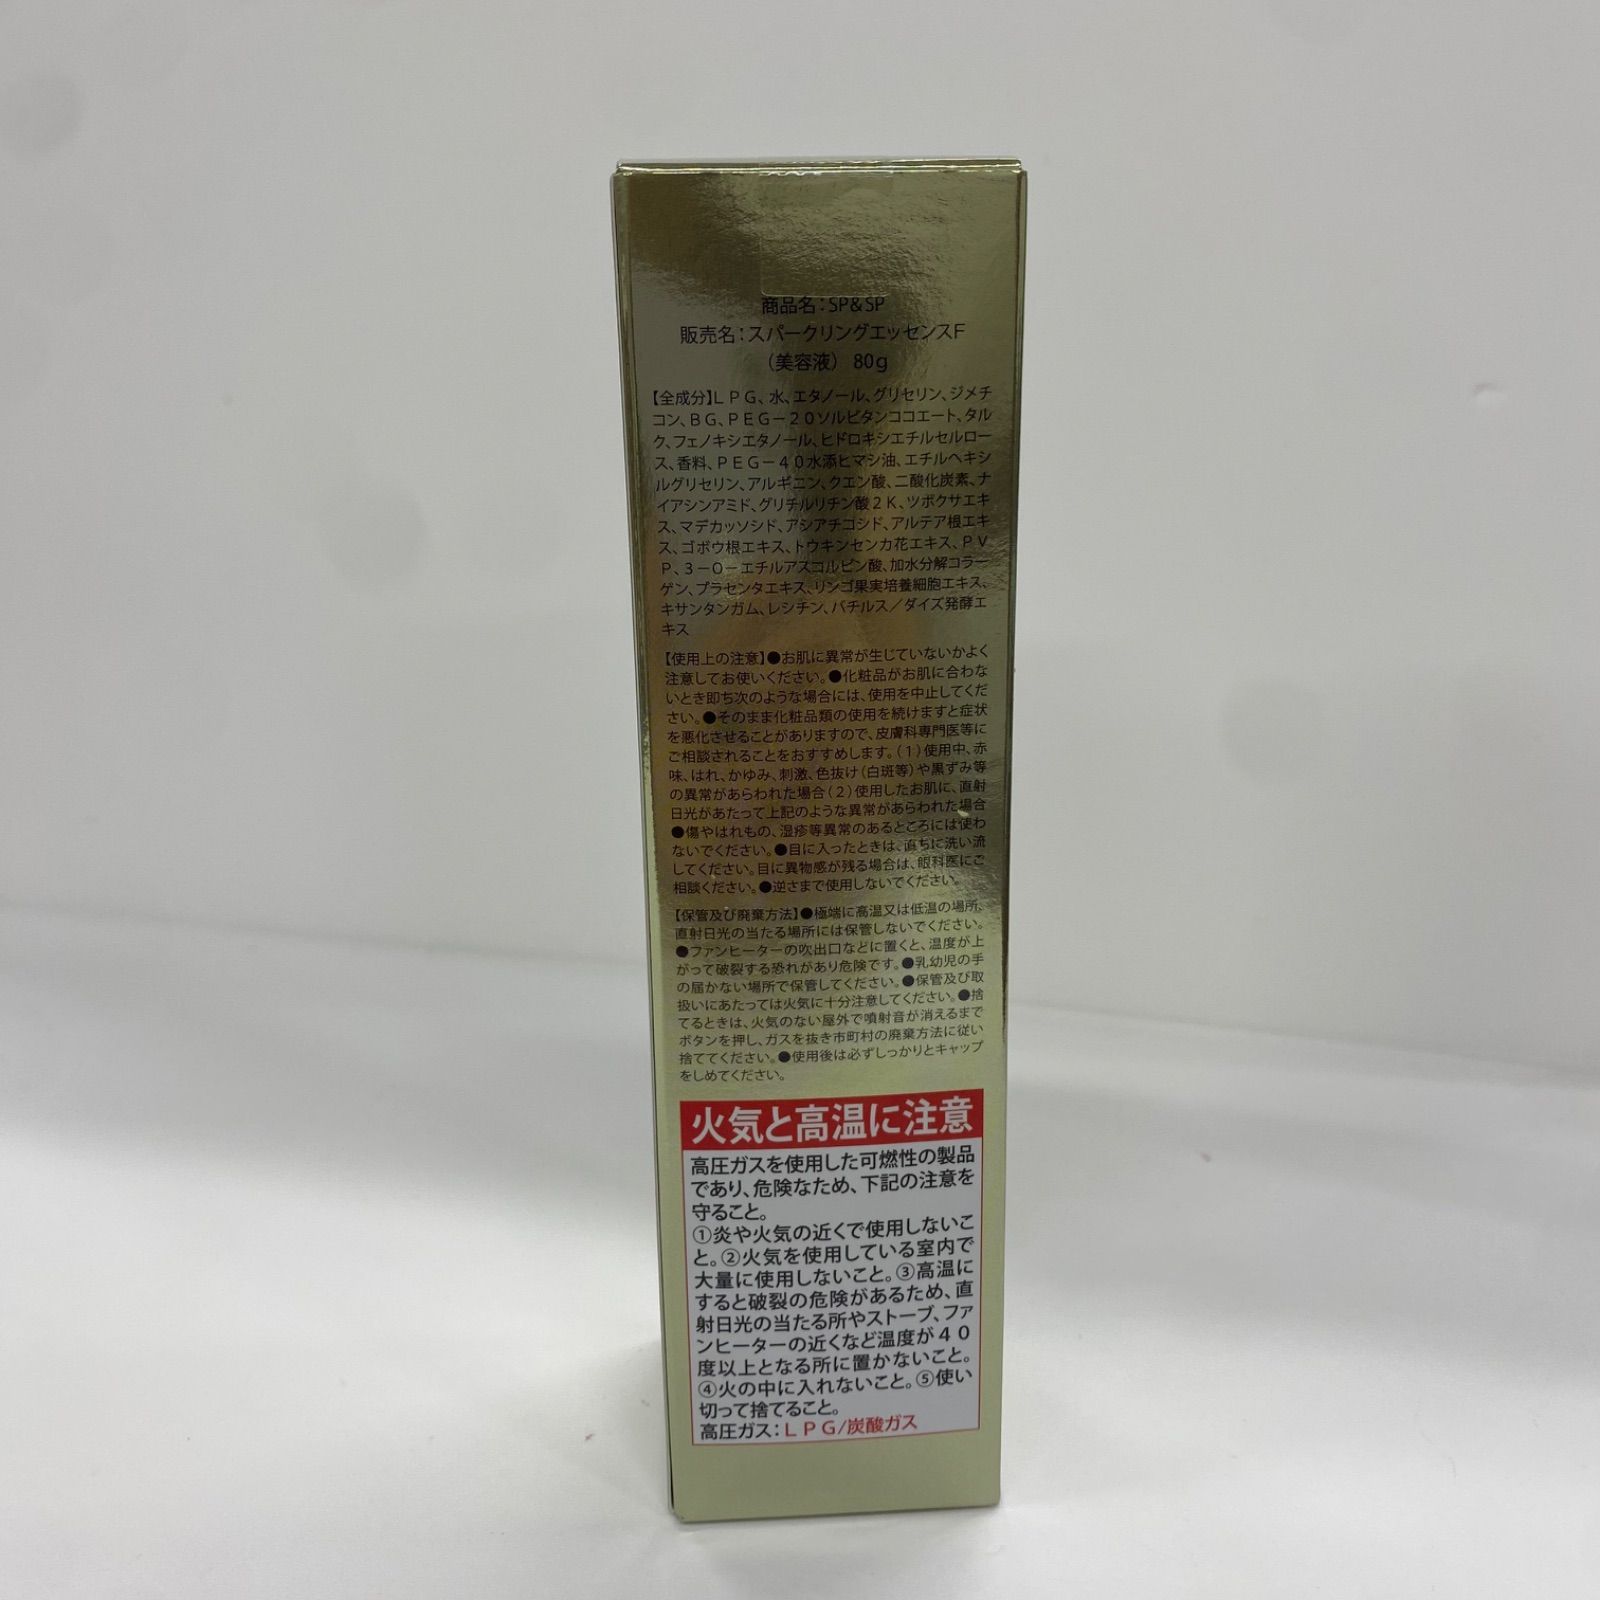 商品名：SP&SP
販売名：スパークリングエッセンスF
（美容液） 80g
【全成分】ＬＰＧ、水、エタノール、グリセリン、ジメチ
コン、ＢＧ、ＰＥＧ－２０ソルビタンココエート、タル
ク、フェノキシエタノール、ヒドロキシエチルセルロー
ス、香料、ＰＥＧ－４０水添ヒマシ油、エチルヘキシ
ルグリセリン、アルギニン、クエン酸、二酸化炭素、ナ
イアシンアミド、グリチルリチン酸２Ｋ、ツボクサエキ
ス、マデカッソシド、アシアチコシド、アルテア根エキ
ス、ゴボウ根エキス、トウキンセンカ花エキス、ＰＶ
Ｐ、３－Ｏ－エチルアスコルビン酸、加水分解コラー
ゲン、プラセンタエキス、リンゴ果実培養細胞エキス、
キサンタンガム、レシチン、バチルス／ダイズ発酵エ
キス
【使用上の注意】●お肌に異常が生じていないかよく
注意してお使いください。●化粧品がお肌に合わな
いとき即ち次のような場合には、使用を中止してくだ
さい。●そのまま化粧品類の使用を続けますと症状
を悪化させることがありますので、皮膚科専門医等に
ご相談されることをおすすめします。（１）使用中、赤
味、はれ、かゆみ、刺激、色抜け（白斑等）や黒ずみ等
の異常があらわれた場合（２）使用したお肌に、直射
日光があたって上記のような異常があらわれた場合
●傷やはれもの、湿疹等異常のあるところには使わ
ないでください。●目に入ったときは、直ちに洗い流
してください。目に異物感が残る場合は、眼科医にご
相談ください。●逆さまで使用しないでください。
【保管及び廃棄方法】●極端に高温又は低温の場所、
直射日光の当たる場所には保管しないでください。
●ファンヒーターの吹出口などに置くと、温度が上
がって破裂する恐れがあり危険です。●乳幼児の手
の届かない場所で保管してください。●保管及び取
扱いにあたっては火気に十分注意してください。●捨
てるときは、火気のない屋外で噴射音が消えるまで
ボタンを押し、ガスを抜き市町村の廃棄方法に従い
捨ててください。●使用後は必ずしっかりとキャップ
をしめてください。
火気と高温に注意
高圧ガスを使用した可燃性の製品
であり、危険なため、下記の注意を
守ること。
①炎や火気の近くで使用しないこ
と。②火気を使用している室内で
大量に使用しないこと。③高温に
すると破裂の危険があるため、直
射日光の当たる所やストーブ、ファ
ンヒーターの近くなど温度が４０
度以上となる所に置かないこと。
④火の中に入れないこと。⑤使い
切って捨てること。
高圧ガス：ＬＰＧ/炭酸ガス